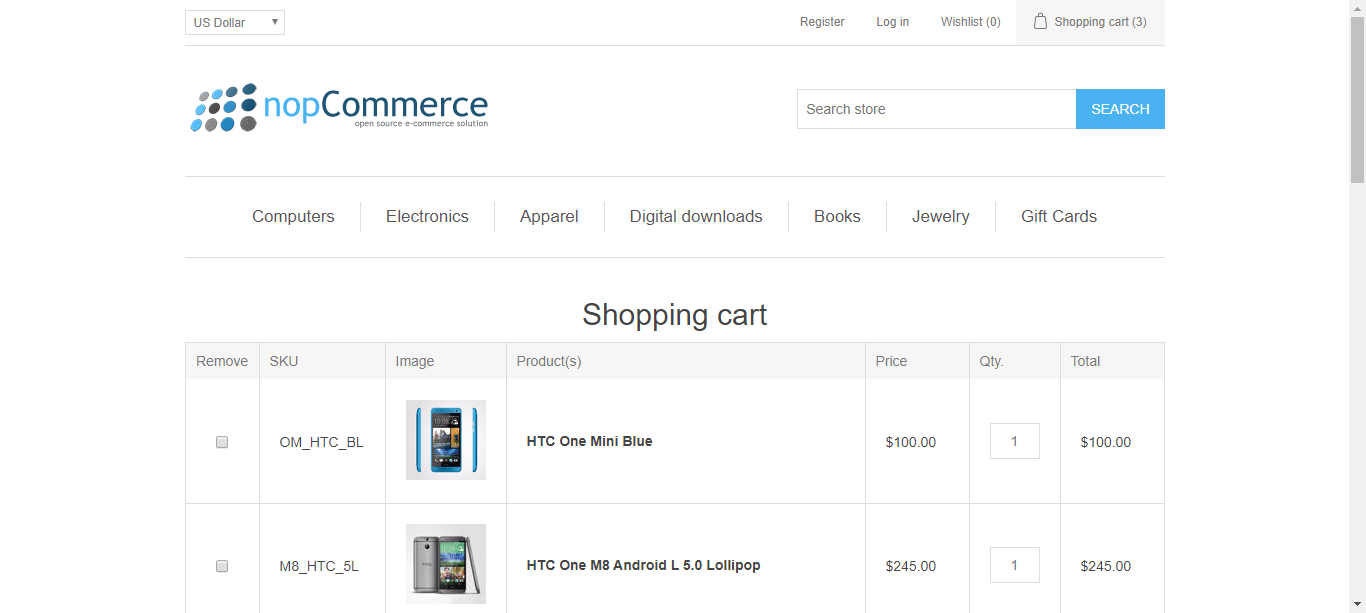 US Dollar
Register Log in Wishlist (0) Shopping cart (3)
nopCommerce
open source e-commerce solution
Search store SEARCH
Computers Electronics Apparel Digital downloads Books Jewelry Gift Cards
Shopping cart
Remove SKU Image Product(s) Price Qty. Total
OM_HTC_BL HTC One Mini Blue $100.00 1 $100.00
M8_HTC_5L HTC One M8 Android L 5.0 Lollipop $245.00 1 $245.00